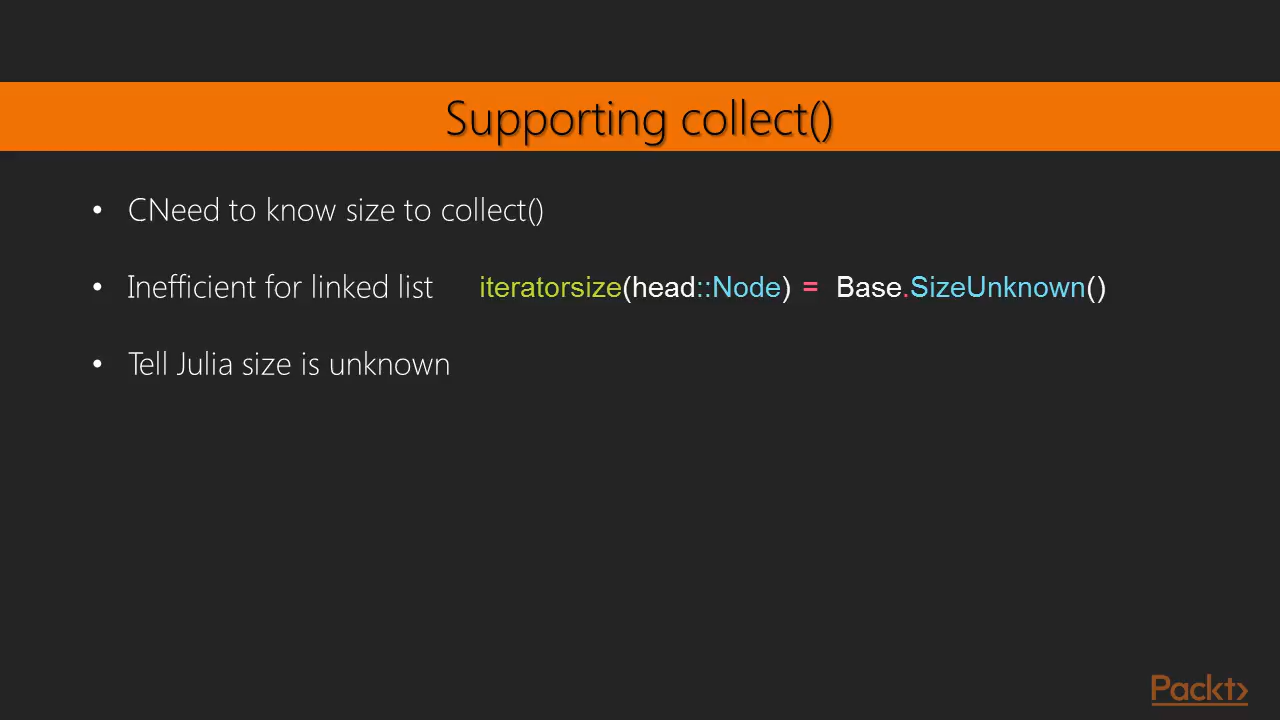 Supporting collect()
• CNeed to know size to collect()
• Inefficient for linked list iteratorsize(head::Node) = Base.SizeUnknown()
• Tell Julia size is unknown
Packt>